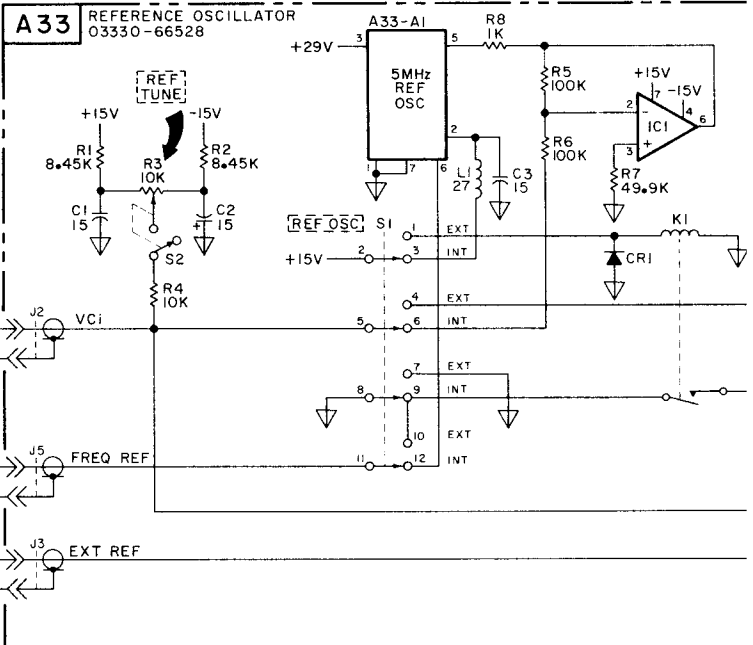 A33
REFERENCE OSCILLATOR
03330-66528
A33-A1
+29V
3
5MHz
REF
OSC
5
2
1
7
6
R8
1K
R5
100K
R6
100K
+15V
-15V
7
4
2
-
3
+
IC1
6
R7
49.9K
REF
TUNE
+15V
-15V
R1
8.45K
R3
10K
R2
8.45K
C1
15
C2
+
15
S2
R4
10K
L1
27
C3
15
REF OSC
S1
+15V
1
EXT
2
3
INT
4
EXT
5
6
INT
7
EXT
8
9
INT
10
EXT
11
12
INT
K1
CR1
J2
VCi
J5
FREQ REF
J3
EXT REF